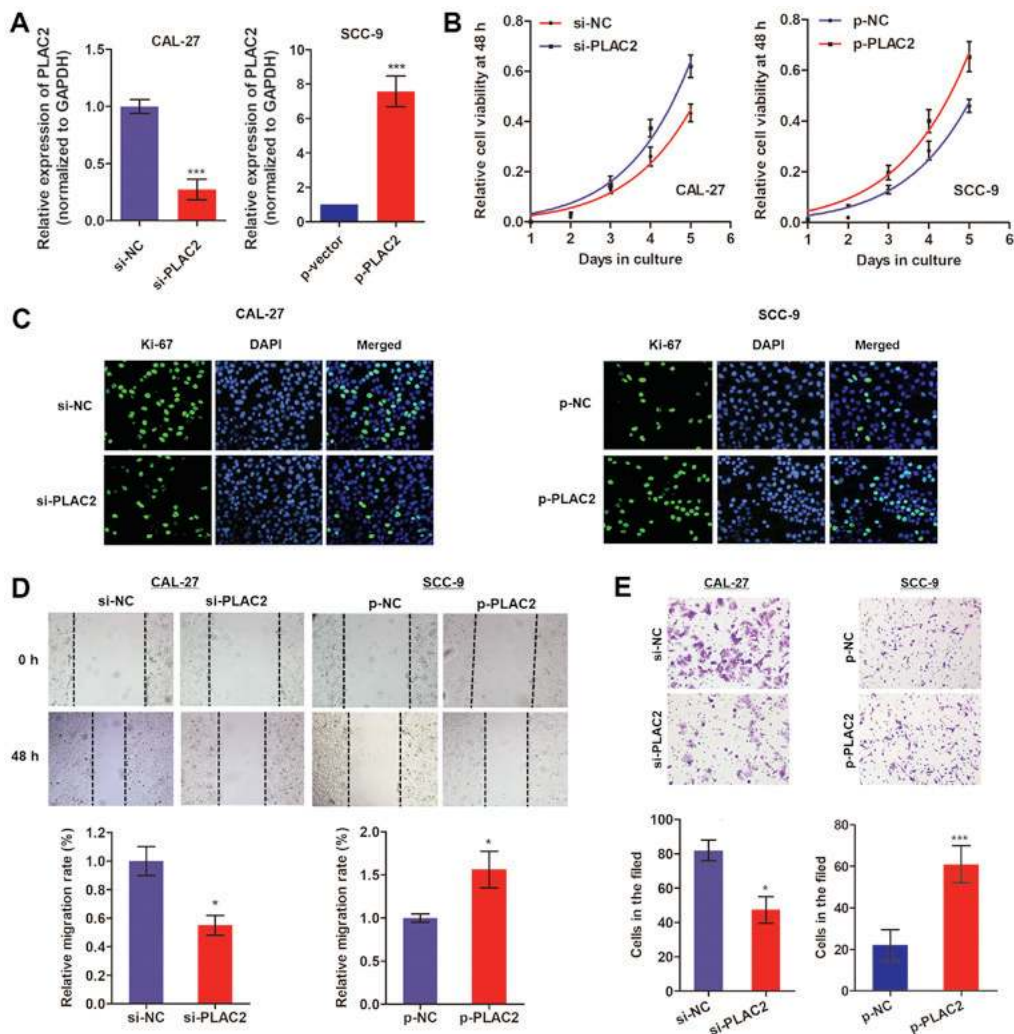 A
CAL-27
Relative expression of PLAC2
(normalized to GAPDH)
1.5
1.0
0.5
0.0
si-NC
si-PLAC2
***
SCC-9
Relative expression of PLAC2
(normalized to GAPDH)
10
8
6
4
2
0
p-vector
p-PLAC2
***
B
si-NC
si-PLAC2
Relative cell viability at 48 h
0.8
0.6
0.4
0.2
0.0
1 2 3 4 5 6
Days in culture
CAL-27
p-NC
p-PLAC2
Relative cell viability at 48 h
0.8
0.6
0.4
0.2
0.0
1 2 3 4 5 6
Days in culture
SCC-9
C
CAL-27
Ki-67 DAPI Merged
si-NC
si-PLAC2
SCC-9
Ki-67 DAPI Merged
p-NC
p-PLAC2
D
CAL-27 SCC-9
si-NC si-PLAC2 p-NC p-PLAC2
0 h
48 h
Relative migration rate (%)
1.2
1.0
0.8
0.6
0.4
0.2
0.0
*
si-NC si-PLAC2
Relative migration rate (%)
2.0
1.5
1.0
0.5
0.0
*
p-NC p-PLAC2
E
CAL-27 SCC-9
si-NC
si-PLAC2
p-NC
p-PLAC2
Cells in the filed
100
80
60
40
20
0
*
si-NC
si-PLAC2
Cells in the filed
80
60
40
20
0
***
p-NC
p-PLAC2